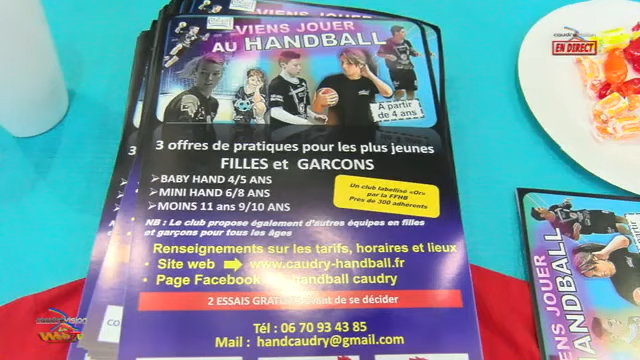 VIENS JOUER
AU HANDBALL
A partir
de 4 ans
3 offres de pratiques pour les plus jeunes
FILLES et GARCONS
➢BABY HAND 4/5 ANS
➢MINI HAND 6/8 ANS
➢MOINS 11 ans 9/10 ANS
Un club labellisé «Or»
par la FFHB
Près de 300 adhérents
NB : Le club propose également d'autres équipes en filles
et garçons pour tous les âges
Renseignements sur les tarifs, horaires et lieux
• Site web www.caudry-handball.fr
• Page Facebook handball caudry
2 ESSAIS GRATUITS avant de se décider
Tél : 06 70 93 43 85
Mail : handcaudry@gmail.com
VIENS JOUER
HANDBALL
EN DIRECT